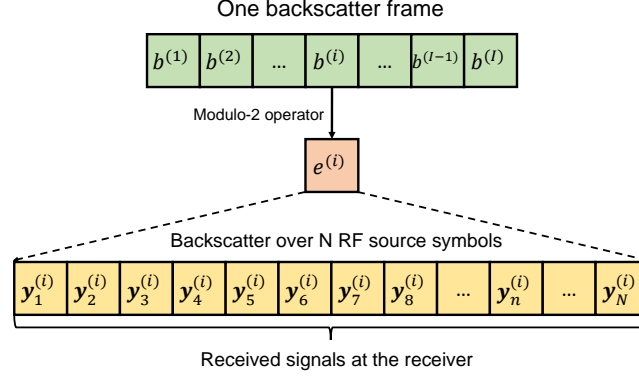 One backscatter frame
b^{(1)} b^{(2)} ... b^{(i)} ... b^{(I-1)} b^{(I)}
Modulo-2 operator
e^{(i)}
Backscatter over N RF source symbols
y_1^{(i)} y_2^{(i)} y_3^{(i)} y_4^{(i)} y_5^{(i)} y_6^{(i)} y_7^{(i)} y_8^{(i)} ... y_n^{(i)} ... y_N^{(i)}
Received signals at the receiver